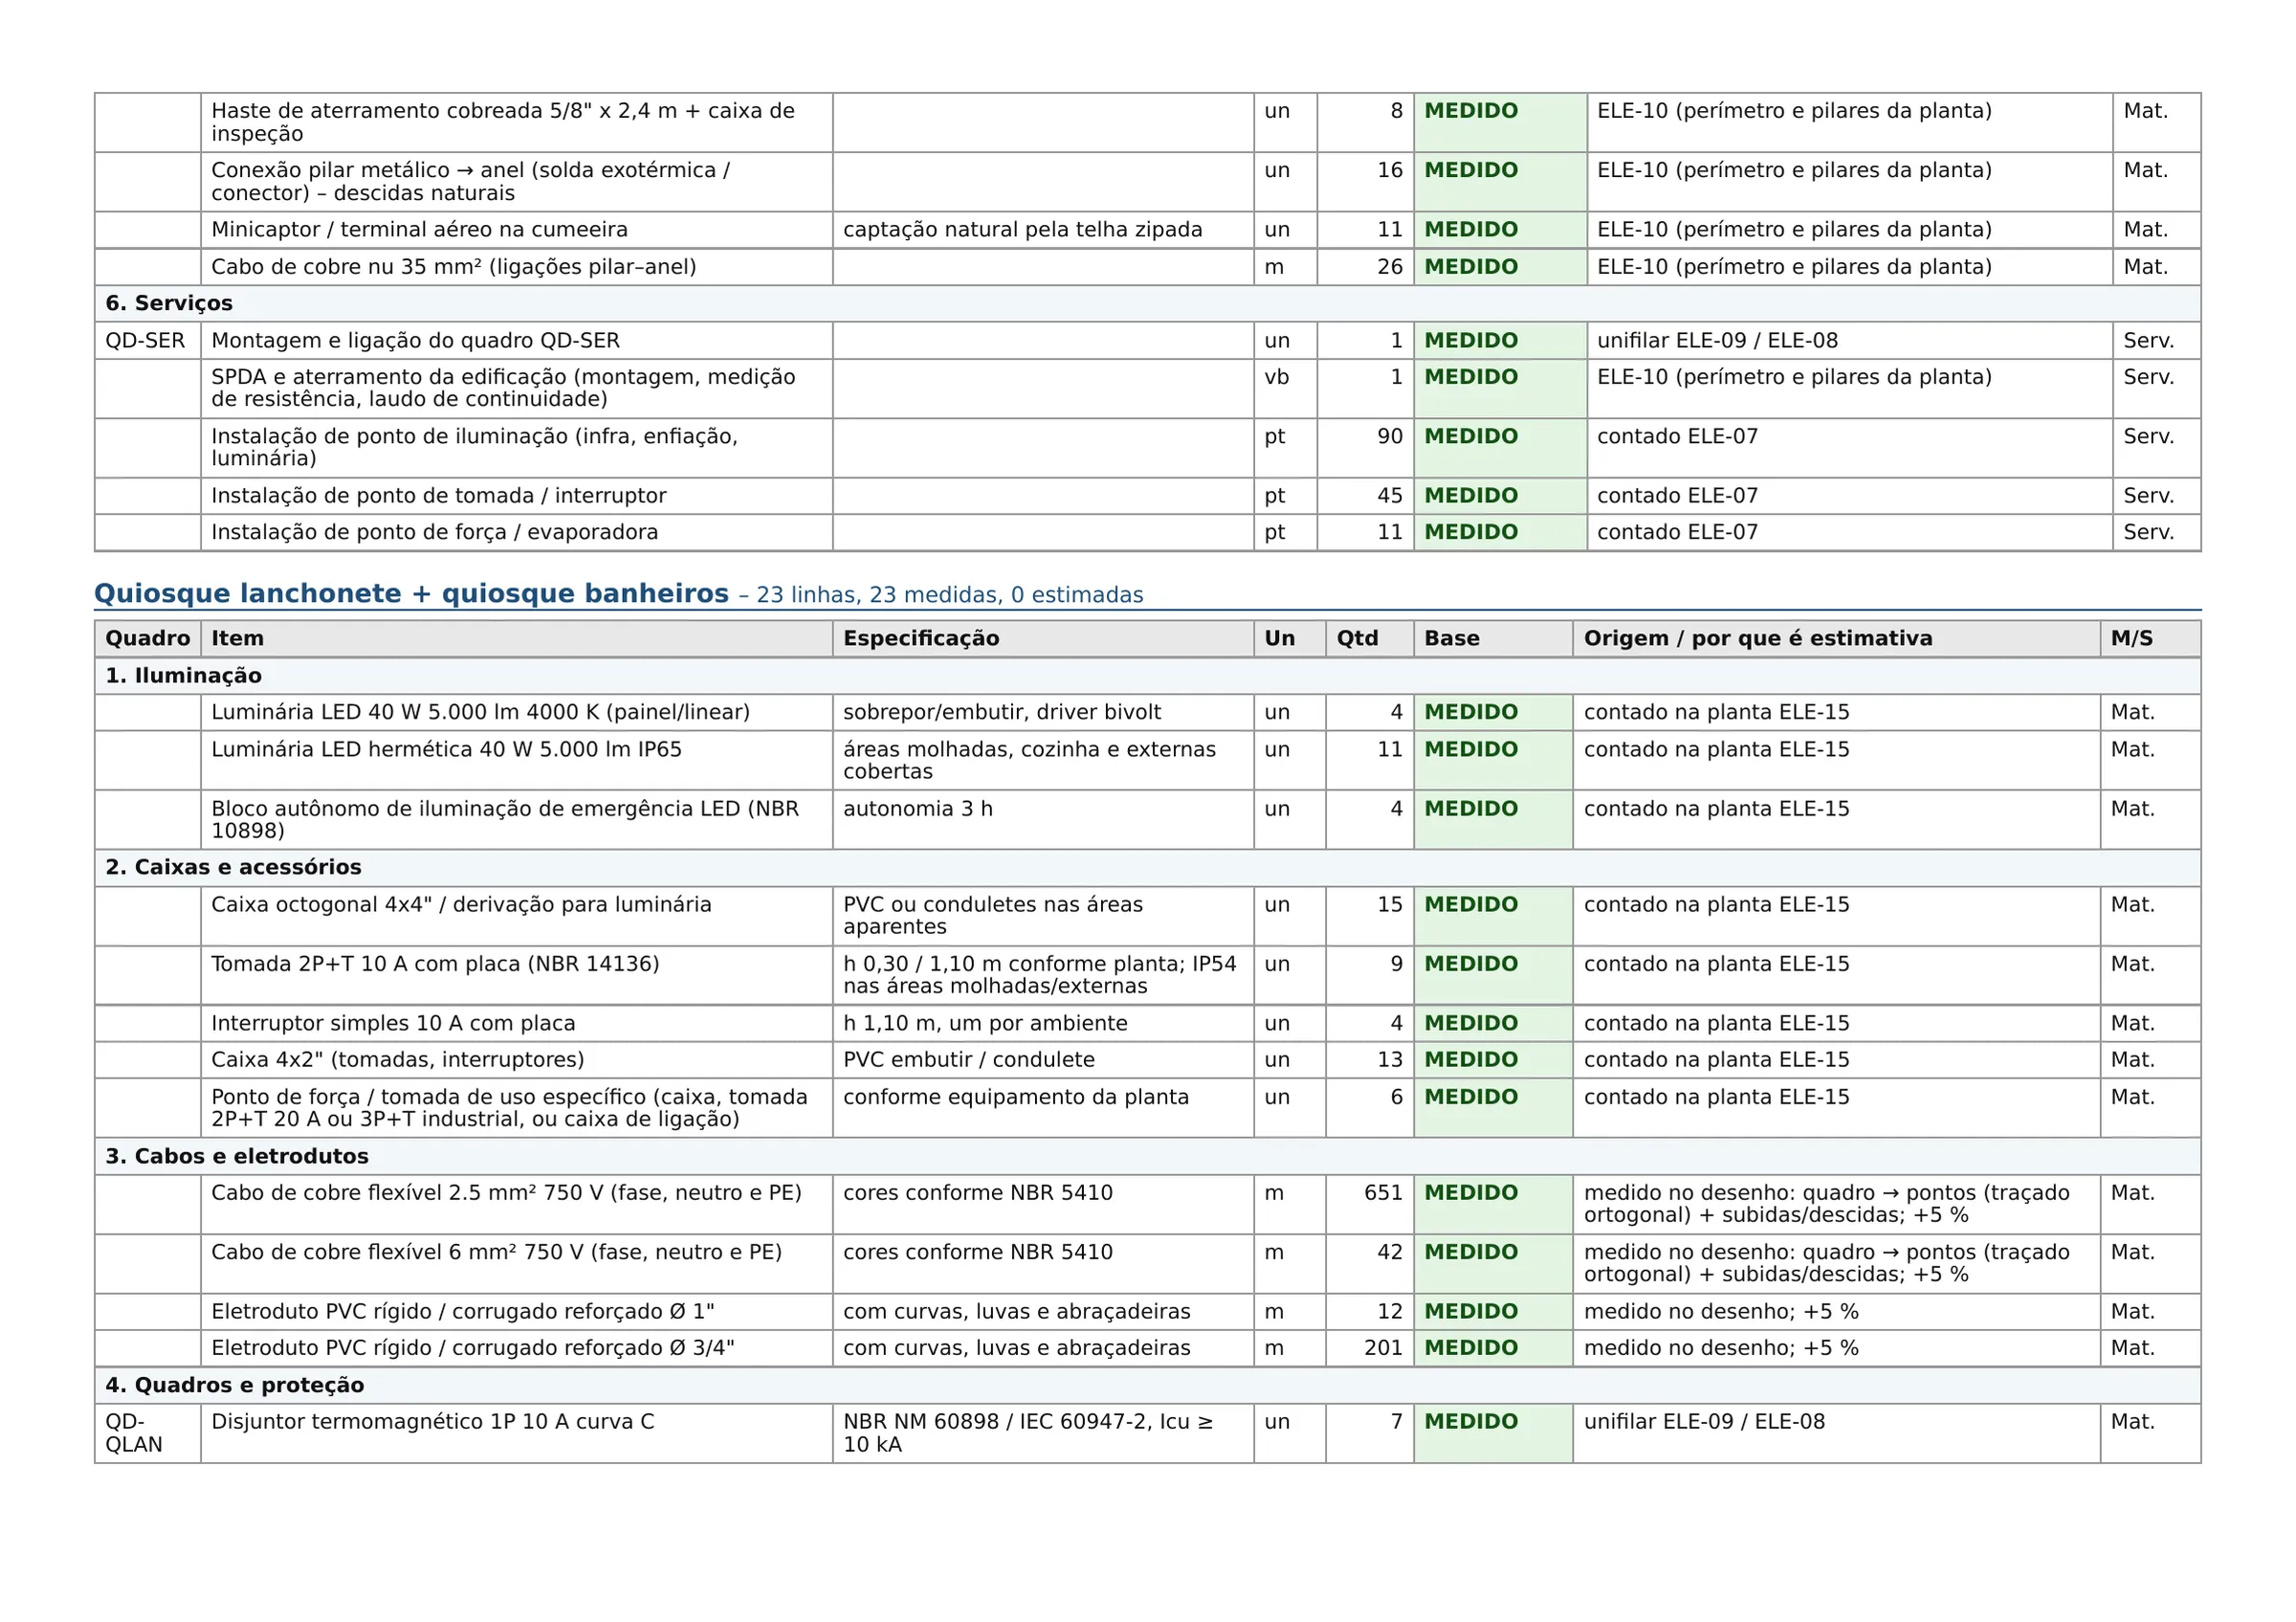 Haste de aterramento cobreada 5/8" x 2,4 m + caixa de
inspeção
un 8 MEDIDO ELE-10 (perímetro e pilares da planta) Mat.
Conexão pilar metálico → anel (solda exotérmica /
conector) – descidas naturais
un 16 MEDIDO ELE-10 (perímetro e pilares da planta) Mat.
Minicaptor / terminal aéreo na cumeeira captação natural pela telha zipada un 11 MEDIDO ELE-10 (perímetro e pilares da planta) Mat.
Cabo de cobre nu 35 mm² (ligações pilar–anel) m 26 MEDIDO ELE-10 (perímetro e pilares da planta) Mat.
6. Serviços
QD-SER Montagem e ligação do quadro QD-SER un 1 MEDIDO unifilar ELE-09 / ELE-08 Serv.
SPDA e aterramento da edificação (montagem, medição
de resistência, laudo de continuidade)
vb 1 MEDIDO ELE-10 (perímetro e pilares da planta) Serv.
Instalação de ponto de iluminação (infra, enfiação,
luminária)
pt 90 MEDIDO contado ELE-07 Serv.
Instalação de ponto de tomada / interruptor pt 45 MEDIDO contado ELE-07 Serv.
Instalação de ponto de força / evaporadora pt 11 MEDIDO contado ELE-07 Serv.
Quiosque lanchonete + quiosque banheiros – 23 linhas, 23 medidas, 0 estimadas
Quadro Item Especificação Un Qtd Base Origem / por que é estimativa M/S
1. Iluminação
Luminária LED 40 W 5.000 lm 4000 K (painel/linear) sobrepor/embutir, driver bivolt un 4 MEDIDO contado na planta ELE-15 Mat.
Luminária LED hermética 40 W 5.000 lm IP65
áreas molhadas, cozinha e externas
cobertas
un 11 MEDIDO contado na planta ELE-15 Mat.
Bloco autônomo de iluminação de emergência LED (NBR
10898)
autonomia 3 h un 4 MEDIDO contado na planta ELE-15 Mat.
2. Caixas e acessórios
Caixa octogonal 4x4" / derivação para luminária
PVC ou conduletes nas áreas
aparentes
un 15 MEDIDO contado na planta ELE-15 Mat.
Tomada 2P+T 10 A com placa (NBR 14136)
h 0,30 / 1,10 m conforme planta; IP54
nas áreas molhadas/externas
un 9 MEDIDO contado na planta ELE-15 Mat.
Interruptor simples 10 A com placa h 1,10 m, um por ambiente un 4 MEDIDO contado na planta ELE-15 Mat.
Caixa 4x2" (tomadas, interruptores) PVC embutir / condulete un 13 MEDIDO contado na planta ELE-15 Mat.
Ponto de força / tomada de uso específico (caixa, tomada
2P+T 20 A ou 3P+T industrial, ou caixa de ligação)
conforme equipamento da planta un 6 MEDIDO contado na planta ELE-15 Mat.
3. Cabos e eletrodutos
Cabo de cobre flexível 2.5 mm² 750 V (fase, neutro e PE) cores conforme NBR 5410 m 651 MEDIDO
medido no desenho: quadro → pontos (traçado
ortogonal) + subidas/descidas; +5 %
Mat.
Cabo de cobre flexível 6 mm² 750 V (fase, neutro e PE) cores conforme NBR 5410 m 42 MEDIDO
medido no desenho: quadro → pontos (traçado
ortogonal) + subidas/descidas; +5 %
Mat.
Eletroduto PVC rígido / corrugado reforçado Ø 1" com curvas, luvas e abraçadeiras m 12 MEDIDO medido no desenho; +5 % Mat.
Eletroduto PVC rígido / corrugado reforçado Ø 3/4" com curvas, luvas e abraçadeiras m 201 MEDIDO medido no desenho; +5 % Mat.
4. Quadros e proteção
QD-
QLAN
Disjuntor termomagnético 1P 10 A curva C
NBR NM 60898 / IEC 60947-2, Icu ≥
10 kA
un 7 MEDIDO unifilar ELE-09 / ELE-08 Mat.